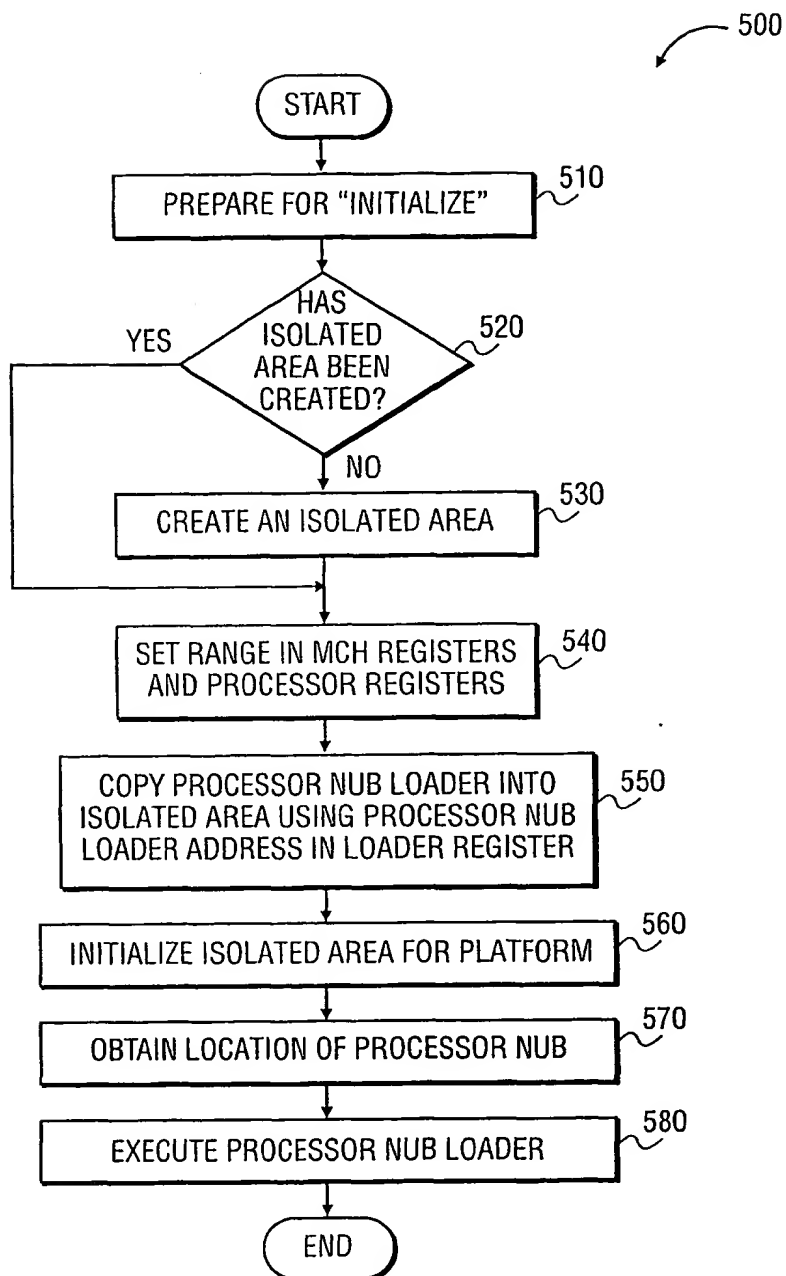 500
START
PREPARE FOR “INITIALIZE”
510
HAS
ISOLATED
AREA BEEN
CREATED?
520
YES
NO
CREATE AN ISOLATED AREA
530
SET RANGE IN MCH REGISTERS
AND PROCESSOR REGISTERS
540
COPY PROCESSOR NUB LOADER INTO
ISOLATED AREA USING PROCESSOR NUB
LOADER ADDRESS IN LOADER REGISTER
550
INITIALIZE ISOLATED AREA FOR PLATFORM
560
OBTAIN LOCATION OF PROCESSOR NUB
570
EXECUTE PROCESSOR NUB LOADER
580
END